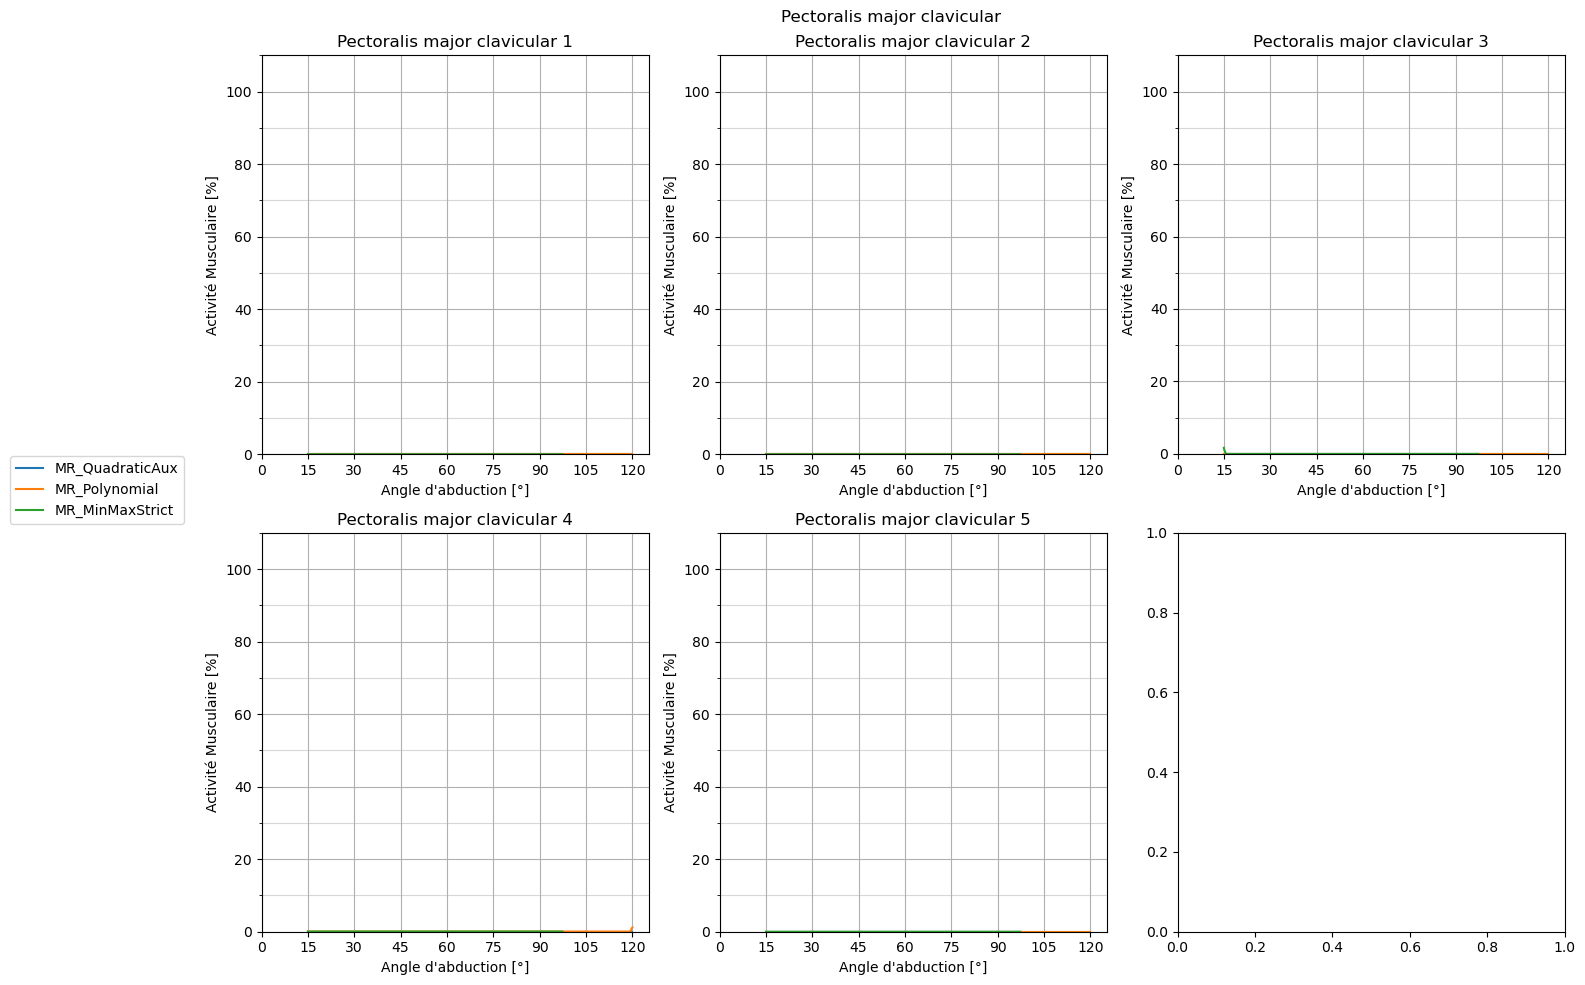 Pectoralis major clavicular
Pectoralis major clavicular 1
Activité Musculaire [%]
100
80
60
40
20
0
0 15 30 45 60 75 90 105 120
Angle d'abduction [°]
Pectoralis major clavicular 2
Activité Musculaire [%]
100
80
60
40
20
0
0 15 30 45 60 75 90 105 120
Angle d'abduction [°]
Pectoralis major clavicular 3
Activité Musculaire [%]
100
80
60
40
20
0
0 15 30 45 60 75 90 105 120
Angle d'abduction [°]
MR_QuadraticAux
MR_Polynomial
MR_MinMaxStrict
Pectoralis major clavicular 4
Activité Musculaire [%]
100
80
60
40
20
0
0 15 30 45 60 75 90 105 120
Angle d'abduction [°]
Pectoralis major clavicular 5
Activité Musculaire [%]
100
80
60
40
20
0
0 15 30 45 60 75 90 105 120
Angle d'abduction [°]
1.0
0.8
0.6
0.4
0.2
0.0
0.0 0.2 0.4 0.6 0.8 1.0